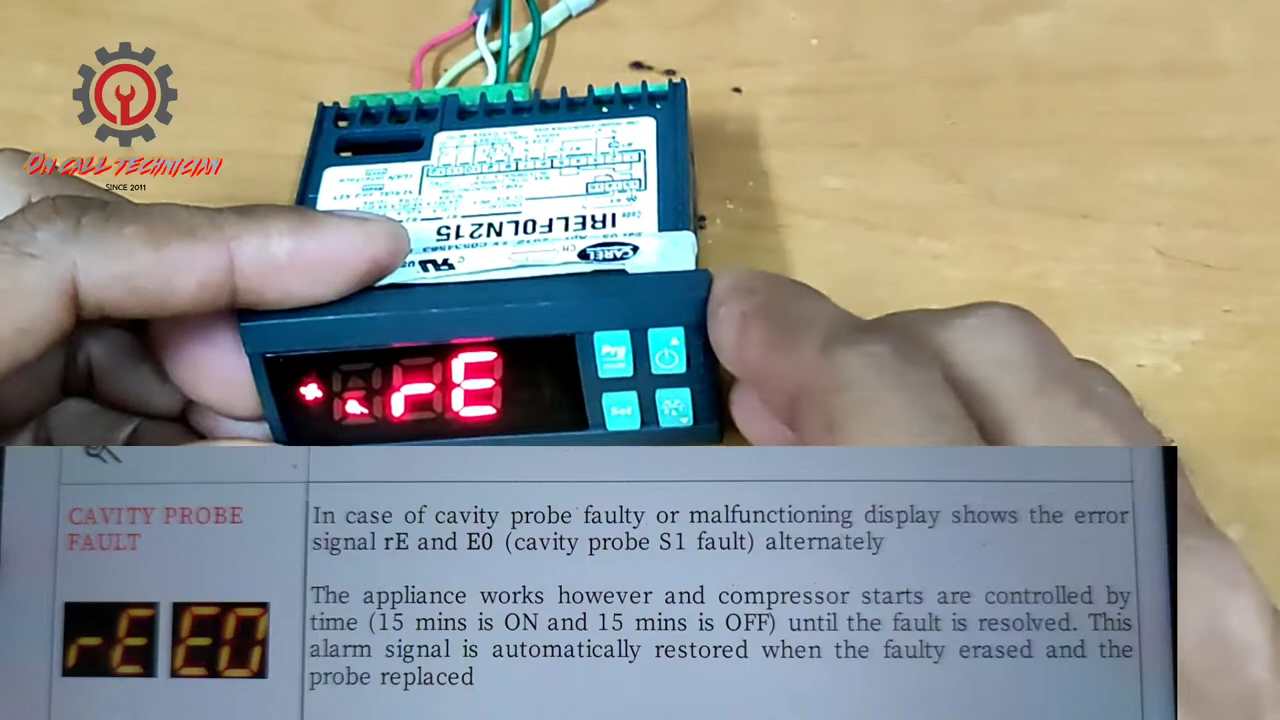 ON CALL TECHNICIAN
SINCE 2011
Code IRELF0LN215
CAREL
rE
Prg
Set
CAVITY PROBE
FAULT
rE E0
In case of cavity probe faulty or malfunctioning display shows the error
signal rE and E0 (cavity probe S1 fault) alternately
The appliance works however and compressor starts are controlled by
time (15 mins is ON and 15 mins is OFF) until the fault is resolved. This
alarm signal is automatically restored when the faulty erased and the
probe replaced